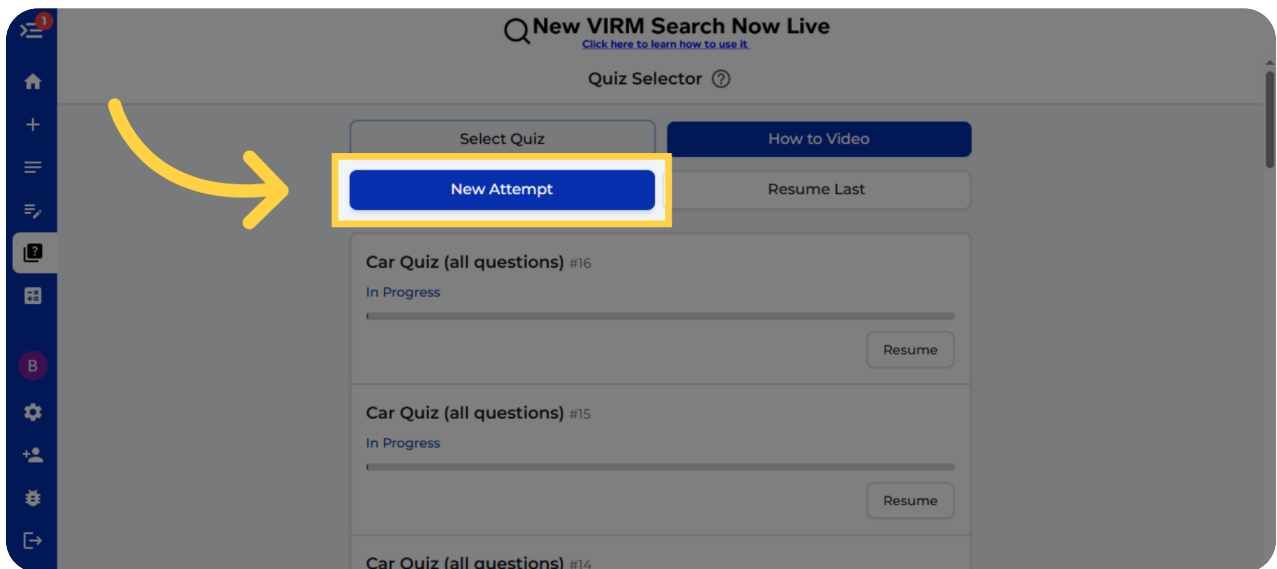 1
New VIRM Search Now Live
Click here to learn how to use it
Quiz Selector ?
Select Quiz
How to Video
New Attempt
Resume Last
Car Quiz (all questions) #16
In Progress
Resume
Car Quiz (all questions) #15
In Progress
Resume
Car Quiz (all questions) #14
B